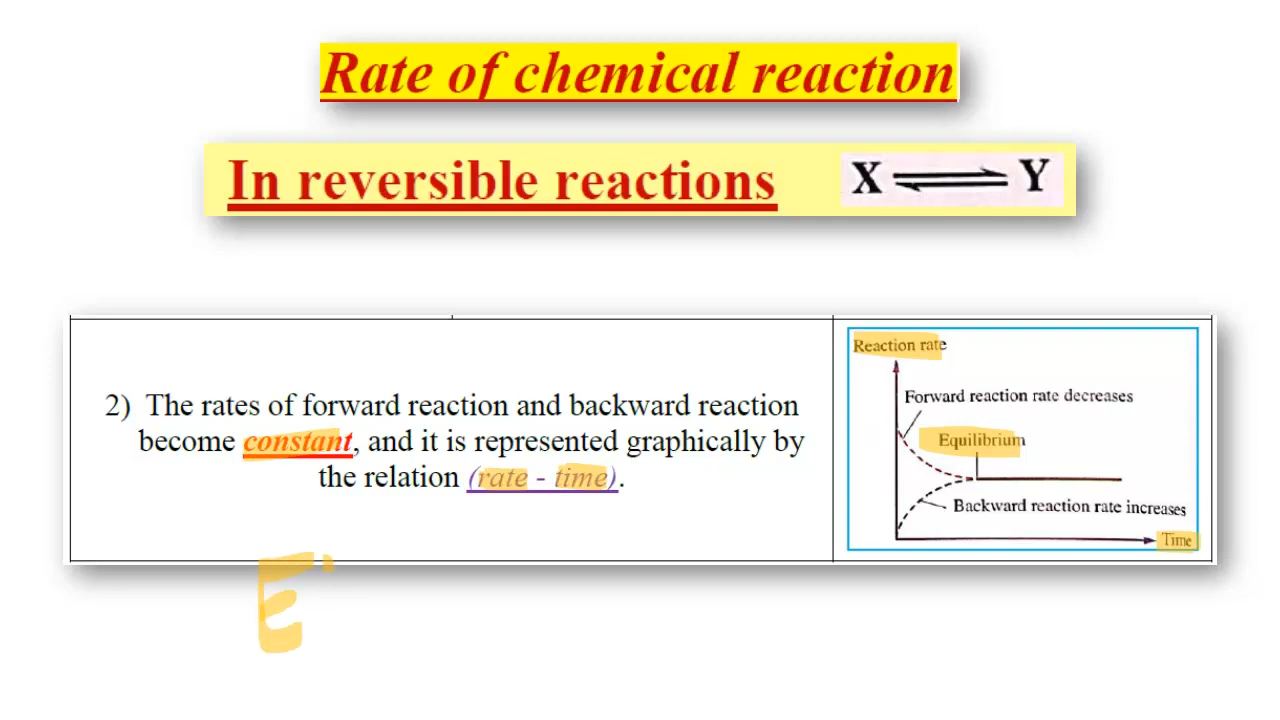 Rate of chemical reaction
In reversible reactions
X ⇌ Y
2) The rates of forward reaction and backward reaction
become constant, and it is represented graphically by
the relation (rate - time).
Reaction rate
Forward reaction rate decreases
Equilibrium
Backward reaction rate increases
Time
E